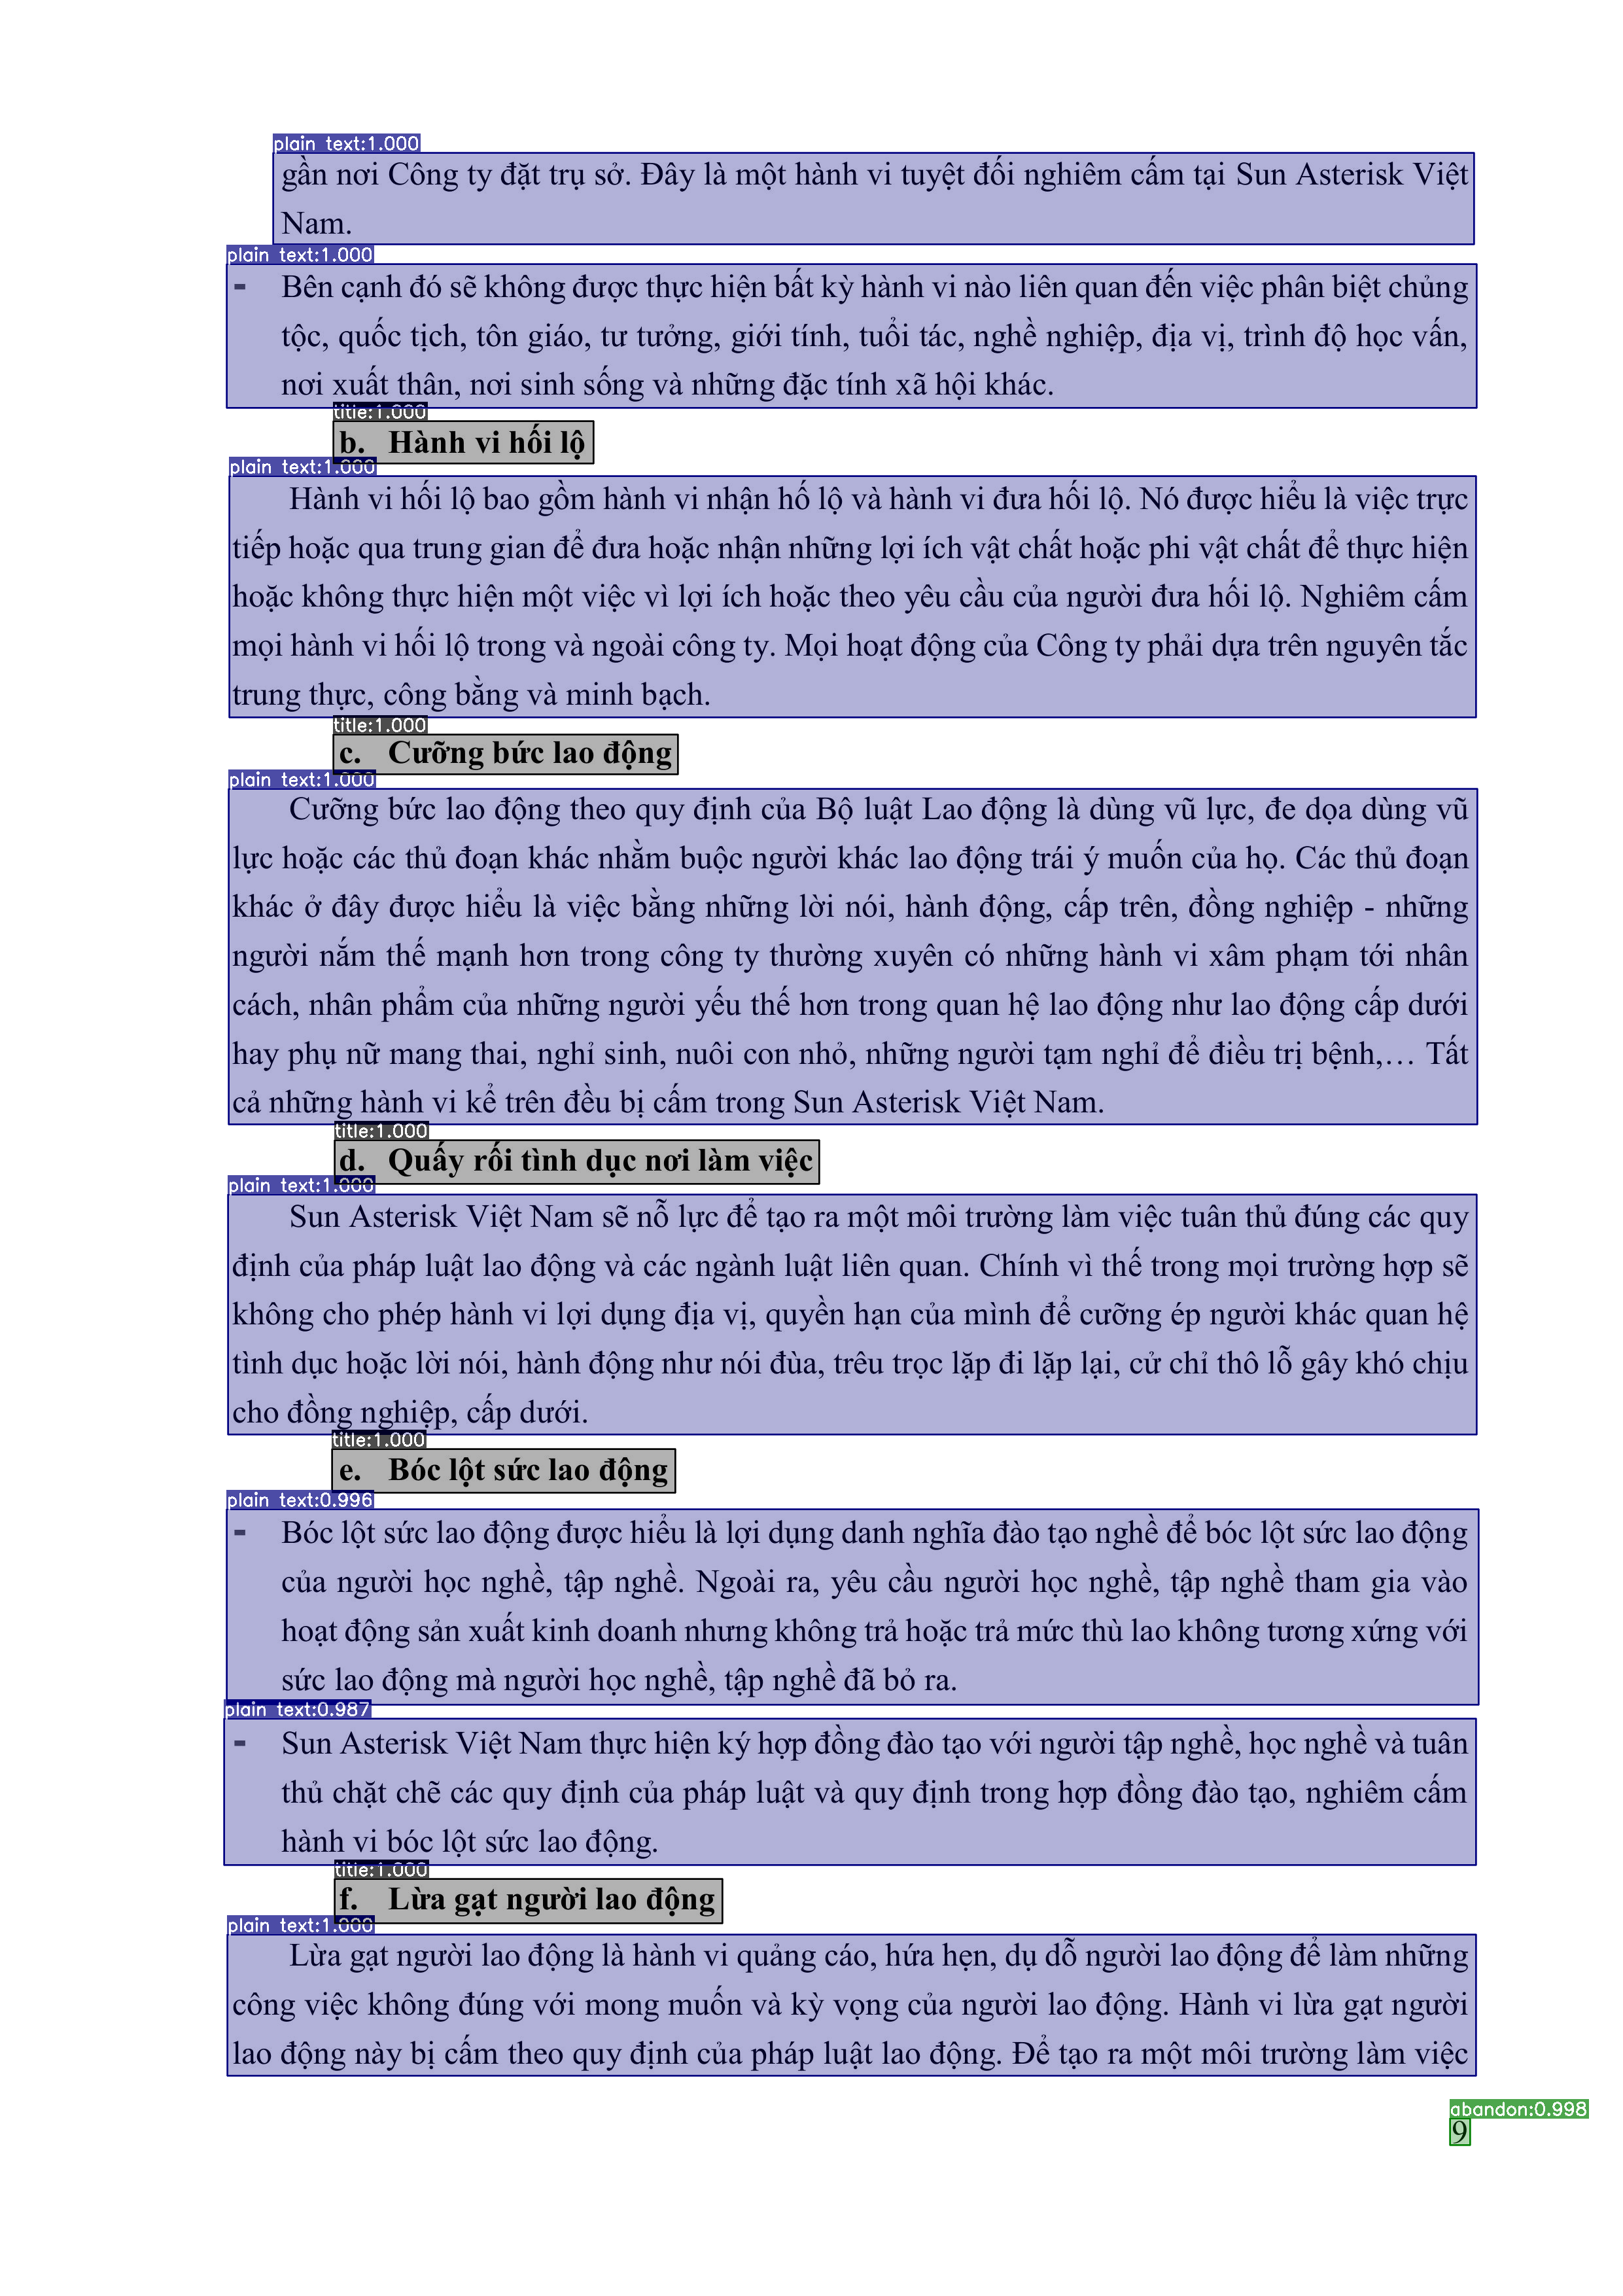 plain text:1.000
gần nơi Công ty đặt trụ sở. Đây là một hành vi tuyệt đối nghiêm cấm tại Sun Asterisk Việt
Nam.
plain text:1.000
- Bên cạnh đó sẽ không được thực hiện bất kỳ hành vi nào liên quan đến việc phân biệt chủng
tộc, quốc tịch, tôn giáo, tư tưởng, giới tính, tuổi tác, nghề nghiệp, địa vị, trình độ học vấn,
nơi xuất thân, nơi sinh sống và những đặc tính xã hội khác.
title:1.000
b. Hành vi hối lộ
plain text:1.000
Hành vi hối lộ bao gồm hành vi nhận hố lộ và hành vi đưa hối lộ. Nó được hiểu là việc trực
tiếp hoặc qua trung gian để đưa hoặc nhận những lợi ích vật chất hoặc phi vật chất để thực hiện
hoặc không thực hiện một việc vì lợi ích hoặc theo yêu cầu của người đưa hối lộ. Nghiêm cấm
mọi hành vi hối lộ trong và ngoài công ty. Mọi hoạt động của Công ty phải dựa trên nguyên tắc
trung thực, công bằng và minh bạch.
title:1.000
c. Cưỡng bức lao động
plain text:1.000
Cưỡng bức lao động theo quy định của Bộ luật Lao động là dùng vũ lực, đe dọa dùng vũ
lực hoặc các thủ đoạn khác nhằm buộc người khác lao động trái ý muốn của họ. Các thủ đoạn
khác ở đây được hiểu là việc bằng những lời nói, hành động, cấp trên, đồng nghiệp - những
người nắm thế mạnh hơn trong công ty thường xuyên có những hành vi xâm phạm tới nhân
cách, nhân phẩm của những người yếu thế hơn trong quan hệ lao động như lao động cấp dưới
hay phụ nữ mang thai, nghỉ sinh, nuôi con nhỏ, những người tạm nghỉ để điều trị bệnh,… Tất
cả những hành vi kể trên đều bị cấm trong Sun Asterisk Việt Nam.
title:1.000
d. Quấy rối tình dục nơi làm việc
plain text:1.000
Sun Asterisk Việt Nam sẽ nỗ lực để tạo ra một môi trường làm việc tuân thủ đúng các quy
định của pháp luật lao động và các ngành luật liên quan. Chính vì thế trong mọi trường hợp sẽ
không cho phép hành vi lợi dụng địa vị, quyền hạn của mình để cưỡng ép người khác quan hệ
tình dục hoặc lời nói, hành động như nói đùa, trêu trọc lặp đi lặp lại, cử chỉ thô lỗ gây khó chịu
cho đồng nghiệp, cấp dưới.
title:1.000
e. Bóc lột sức lao động
plain text:0.996
- Bóc lột sức lao động được hiểu là lợi dụng danh nghĩa đào tạo nghề để bóc lột sức lao động
của người học nghề, tập nghề. Ngoài ra, yêu cầu người học nghề, tập nghề tham gia vào
hoạt động sản xuất kinh doanh nhưng không trả hoặc trả mức thù lao không tương xứng với
sức lao động mà người học nghề, tập nghề đã bỏ ra.
plain text:0.987
- Sun Asterisk Việt Nam thực hiện ký hợp đồng đào tạo với người tập nghề, học nghề và tuân
thủ chặt chẽ các quy định của pháp luật và quy định trong hợp đồng đào tạo, nghiêm cấm
hành vi bóc lột sức lao động.
title:1.000
f. Lừa gạt người lao động
plain text:1.000
Lừa gạt người lao động là hành vi quảng cáo, hứa hẹn, dụ dỗ người lao động để làm những
công việc không đúng với mong muốn và kỳ vọng của người lao động. Hành vi lừa gạt người
lao động này bị cấm theo quy định của pháp luật lao động. Để tạo ra một môi trường làm việc
abandon:0.998
9